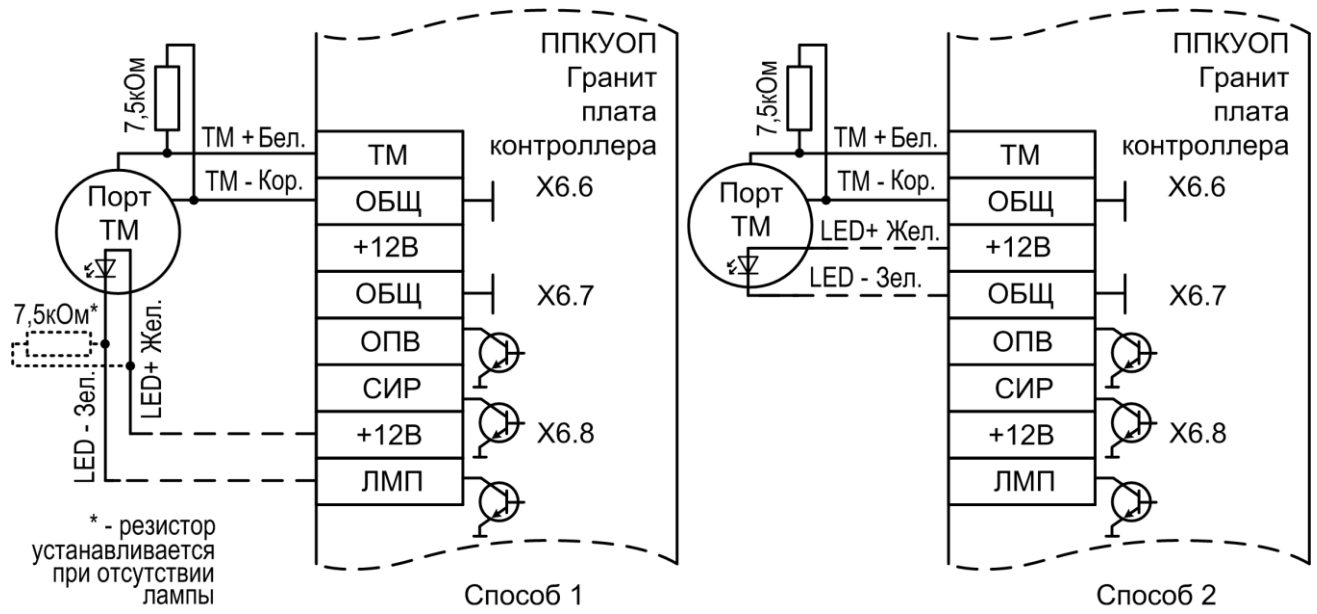 ППКУОП
Гранит
плата
контроллера
7,5кОм
ТМ + Бел.
ТМ - Кор.
Порт
ТМ
7,5кОм*
LED - Зел.
LED+ Жел.
ТМ
ОБЩ
+12В
ОБЩ
ОПВ
СИР
+12В
ЛМП
Х6.6
Х6.7
Х6.8
* - резистор
устанавливается
при отсутствии
лампы
Способ 1
ППКУОП
Гранит
плата
контроллера
7,5кОм
ТМ + Бел.
ТМ - Кор.
Порт
ТМ
LED+ Жел.
LED - Зел.
ТМ
ОБЩ
+12В
ОБЩ
ОПВ
СИР
+12В
ЛМП
Х6.6
Х6.7
Х6.8
Способ 2